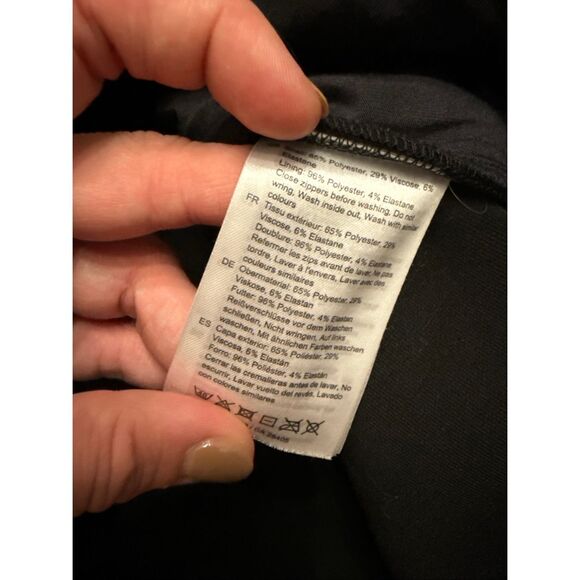 65% Polyester, 29% Viscose, 6%
Elastane
Lining: 96% Polyester, 4% Elastane
Close zippers before washing, Do not
wring, Wash inside out, Wash with similar
colours
FR Tissu extérieur: 65% Polyester, 29%
Viscose, 6% Elastane
Doublure: 96% Polyester, 4% Elastane
Refermer les zips avant de laver, Ne pas
tordre, Laver à l'envers, Laver avec des
couleurs similaires
DE Obermaterial: 65% Polyester, 29%
Viskose, 6% Elastan
Futter: 96% Polyester, 4% Elastan
Reißverschlüsse vor dem Waschen
schließen, Nicht wringen, Auf links
waschen, Mit ähnlichen Farben waschen
ES Capa exterior: 65% Poliéster, 29%
Viscosa, 6% Elastán
Forro: 96% Poliéster, 4% Elastán
Cerrar las cremalleras antes de lavar, No
escurrir, Lavar vuelto del revés, Lavado
con colores similares